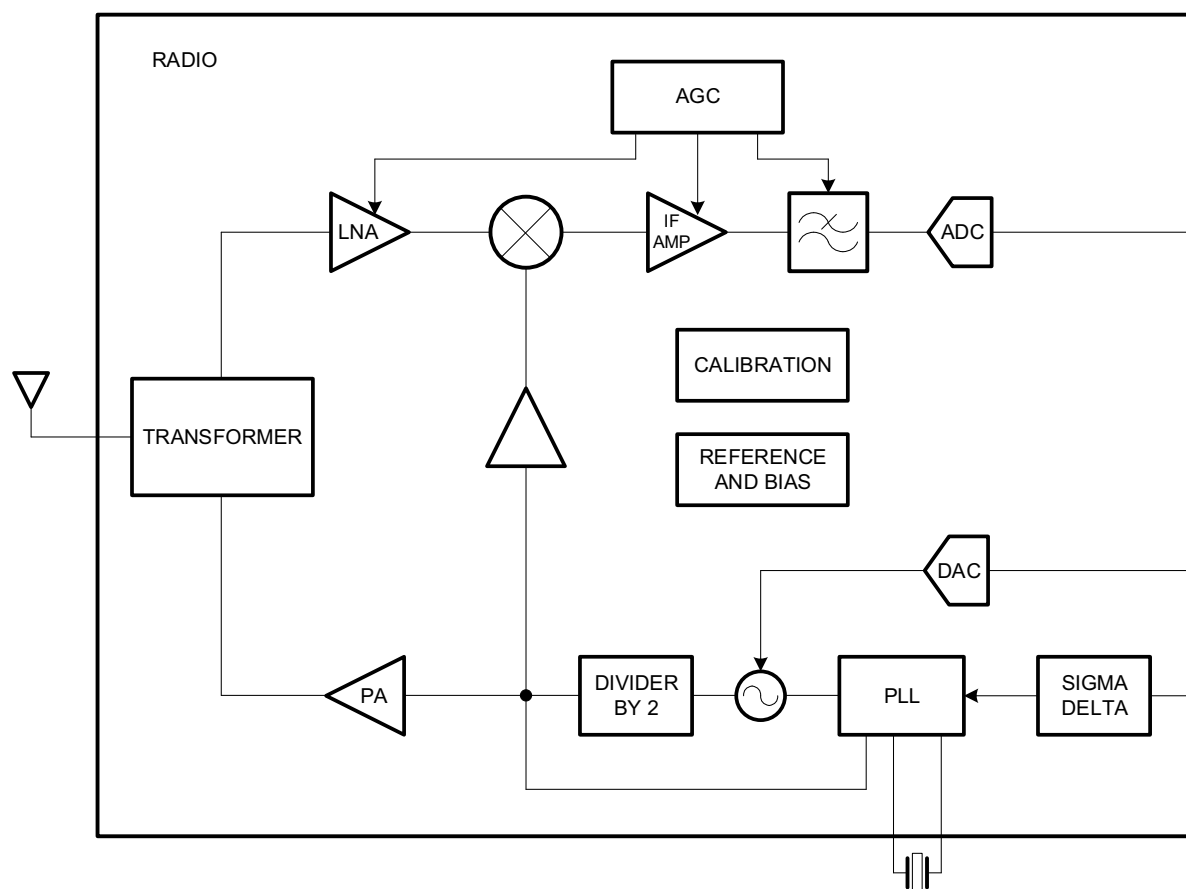 RADIO
AGC
LNA
IF
AMP
ADC
CALIBRATION
TRANSFORMER
REFERENCE
AND BIAS
DAC
PA
DIVIDER
BY 2
PLL
SIGMA
DELTA